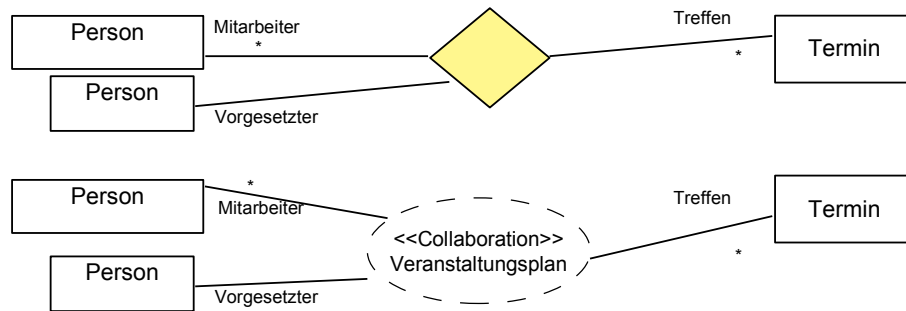 Person
Mitarbeiter
*
Treffen
*
Termin
Person
Vorgesetzter
Person
*
Mitarbeiter
<<Collaboration>>
Veranstaltungsplan
Treffen
*
Termin
Person
Vorgesetzter